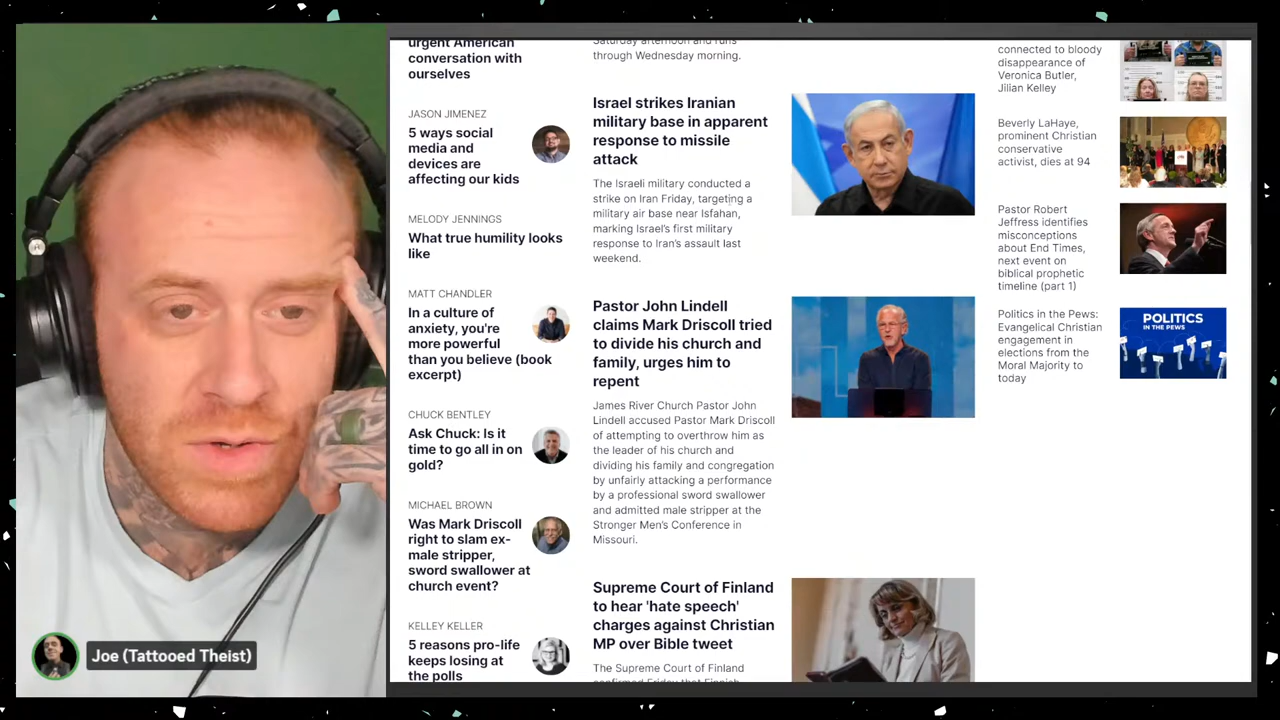 urgent American
conversation with
ourselves
JASON JIMENEZ
5 ways social
media and
devices are
affecting our kids
MELODY JENNINGS
What true humility looks
like
MATT CHANDLER
In a culture of
anxiety, you're
more powerful
than you believe (book
excerpt)
CHUCK BENTLEY
Ask Chuck: Is it
time to go all in on
gold?
MICHAEL BROWN
Was Mark Driscoll
right to slam ex-
male stripper,
sword swallower at
church event?
KELLEY KELLER
5 reasons pro-life
keeps losing at
the polls
Saturday afternoon and runs
through Wednesday morning.
Israel strikes Iranian
military base in apparent
response to missile
attack
The Israeli military conducted a
strike on Iran Friday, targeting a
military air base near Isfahan,
marking Israel's first military
response to Iran's assault last
weekend.
Pastor John Lindell
claims Mark Driscoll tried
to divide his church and
family, urges him to
repent
James River Church Pastor John
Lindell accused Pastor Mark Driscoll
of attempting to overthrow him as
the leader of his church and
dividing his family and congregation
by unfairly attacking a performance
by a professional sword swallower
and admitted male stripper at the
Stronger Men's Conference in
Missouri.
Supreme Court of Finland
to hear 'hate speech'
charges against Christian
MP over Bible tweet
The Supreme Court of Finland
confirmed Friday that Finnish
connected to bloody
disappearance of
Veronica Butler,
Jilian Kelley
Beverly LaHaye,
prominent Christian
conservative
activist, dies at 94
Pastor Robert
Jeffress identifies
misconceptions
about End Times,
next event on
biblical prophetic
timeline (part 1)
Politics in the Pews:
Evangelical Christian
engagement in
elections from the
Moral Majority to
today
POLITICS
IN THE PEWS
Joe (Tattooed Theist)